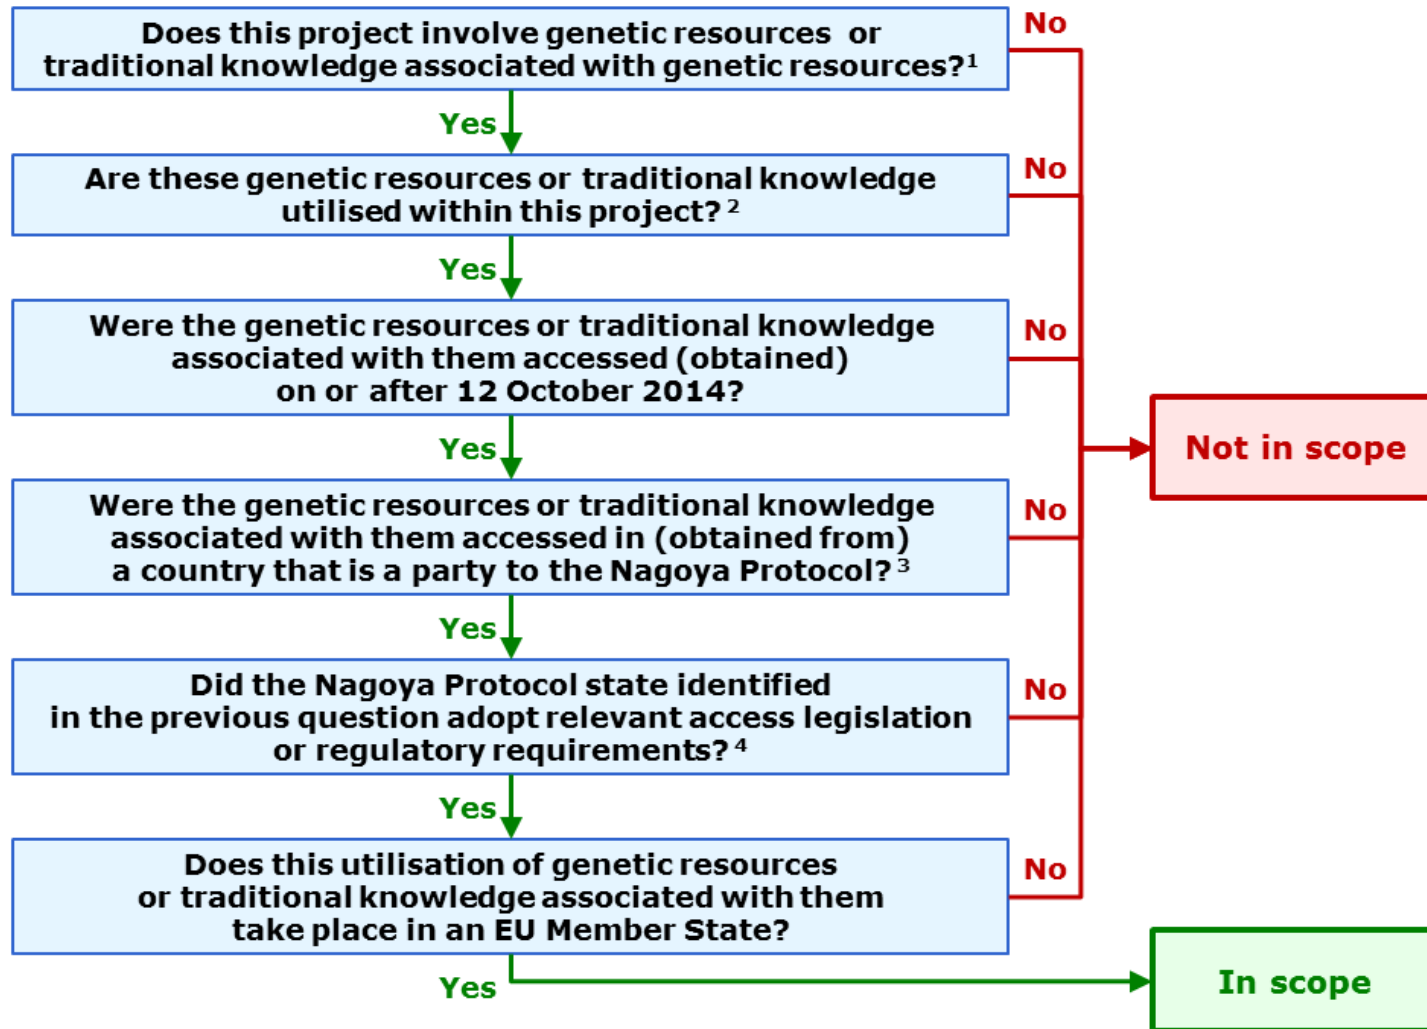 Does this project involve genetic resources or
traditional knowledge associated with genetic resources?¹
No
Yes
Are these genetic resources or traditional knowledge
utilised within this project? ²
No
Yes
Were the genetic resources or traditional knowledge
associated with them accessed (obtained)
on or after 12 October 2014?
No
Yes
Not in scope
Were the genetic resources or traditional knowledge
associated with them accessed in (obtained from)
a country that is a party to the Nagoya Protocol? ³
No
Yes
Did the Nagoya Protocol state identified
in the previous question adopt relevant access legislation
or regulatory requirements? ⁴
No
Yes
Does this utilisation of genetic resources
or traditional knowledge associated with them
take place in an EU Member State?
No
Yes
In scope